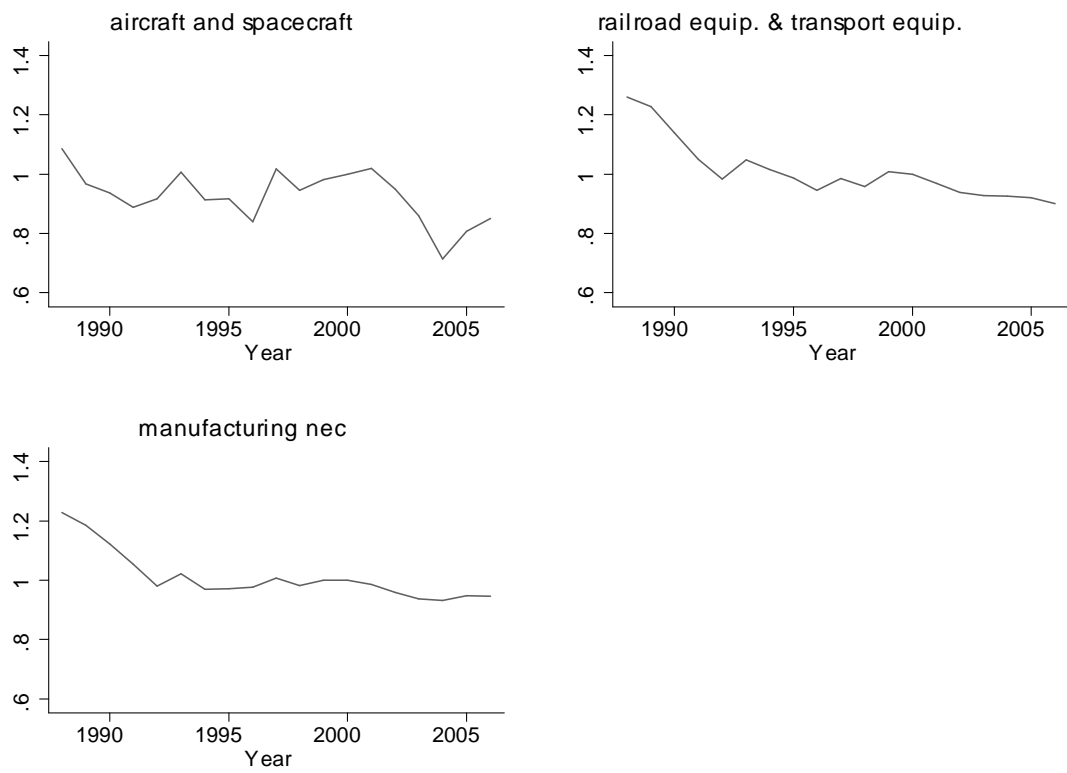 aircraft and spacecraft
1.4
1.2
1
.8
.6
1990 1995 2000 2005
Year
railroad equip. & transport equip.
1.4
1.2
1
.8
.6
1990 1995 2000 2005
Year
manufacturing nec
1.4
1.2
1
.8
.6
1990 1995 2000 2005
Year